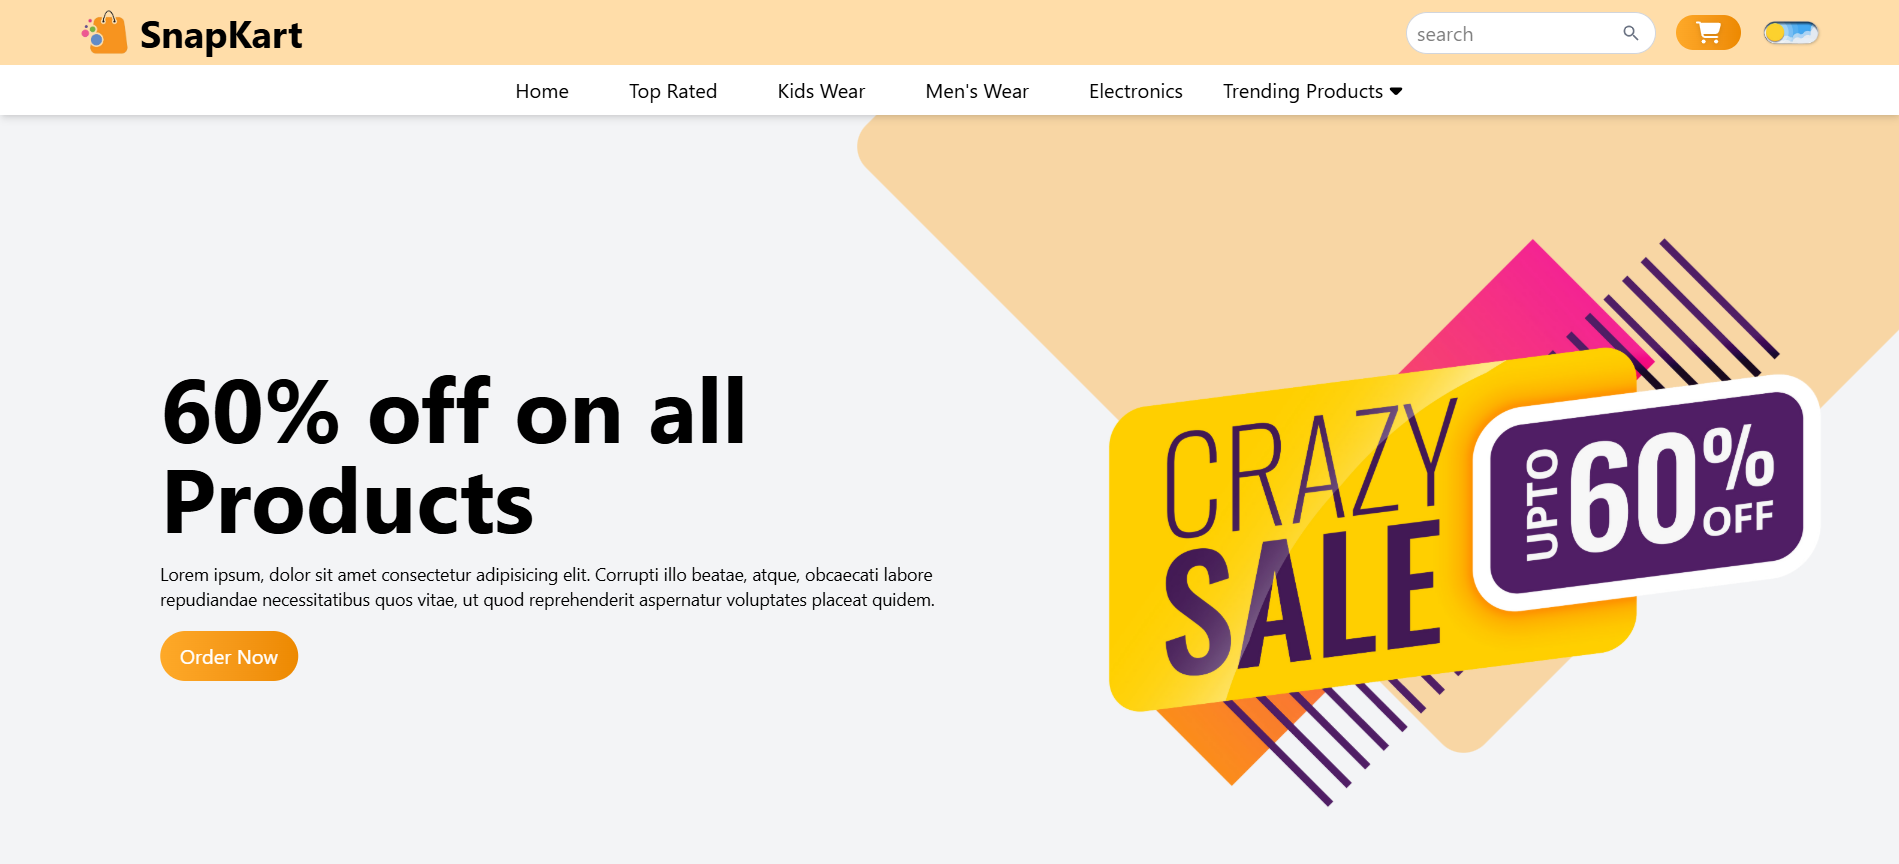 SnapKart
search
Home
Top Rated
Kids Wear
Men's Wear
Electronics
Trending Products
60% off on all
Products
Lorem ipsum, dolor sit amet consectetur adipisicing elit. Corrupti illo beatae, atque, obcaecati labore
repudiandae necessitatibus quos vitae, ut quod reprehenderit aspernatur voluptates placeat quidem.
Order Now
CRAZY
SALE
UPTO
60%
OFF